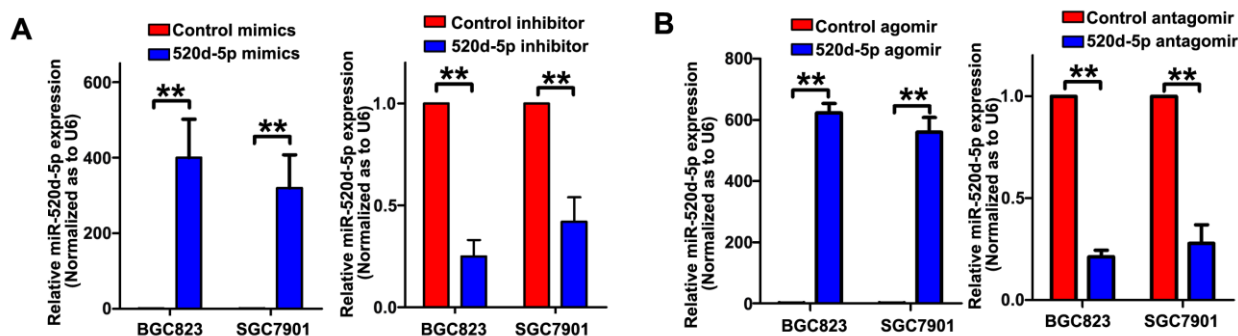 A
Control mimics
520d-5p mimics
Relative miR-520d-5p expression
(Normalized as to U6)
600
400
200
0
**
**
BGC823
SGC7901
Control inhibitor
520d-5p inhibitor
Relative miR-520d-5p expression
(Normalized as to U6)
1.0
0.5
0.0
**
**
BGC823
SGC7901
B
Control agomir
520d-5p agomir
Relative miR-520d-5p expression
(Normalized as to U6)
800
600
400
200
0
**
**
BGC823
SGC7901
Control antagomir
520d-5p antagomir
Relative miR-520d-5p expression
(Normalized as to U6)
1.0
0.5
0.0
**
**
BGC823
SGC7901